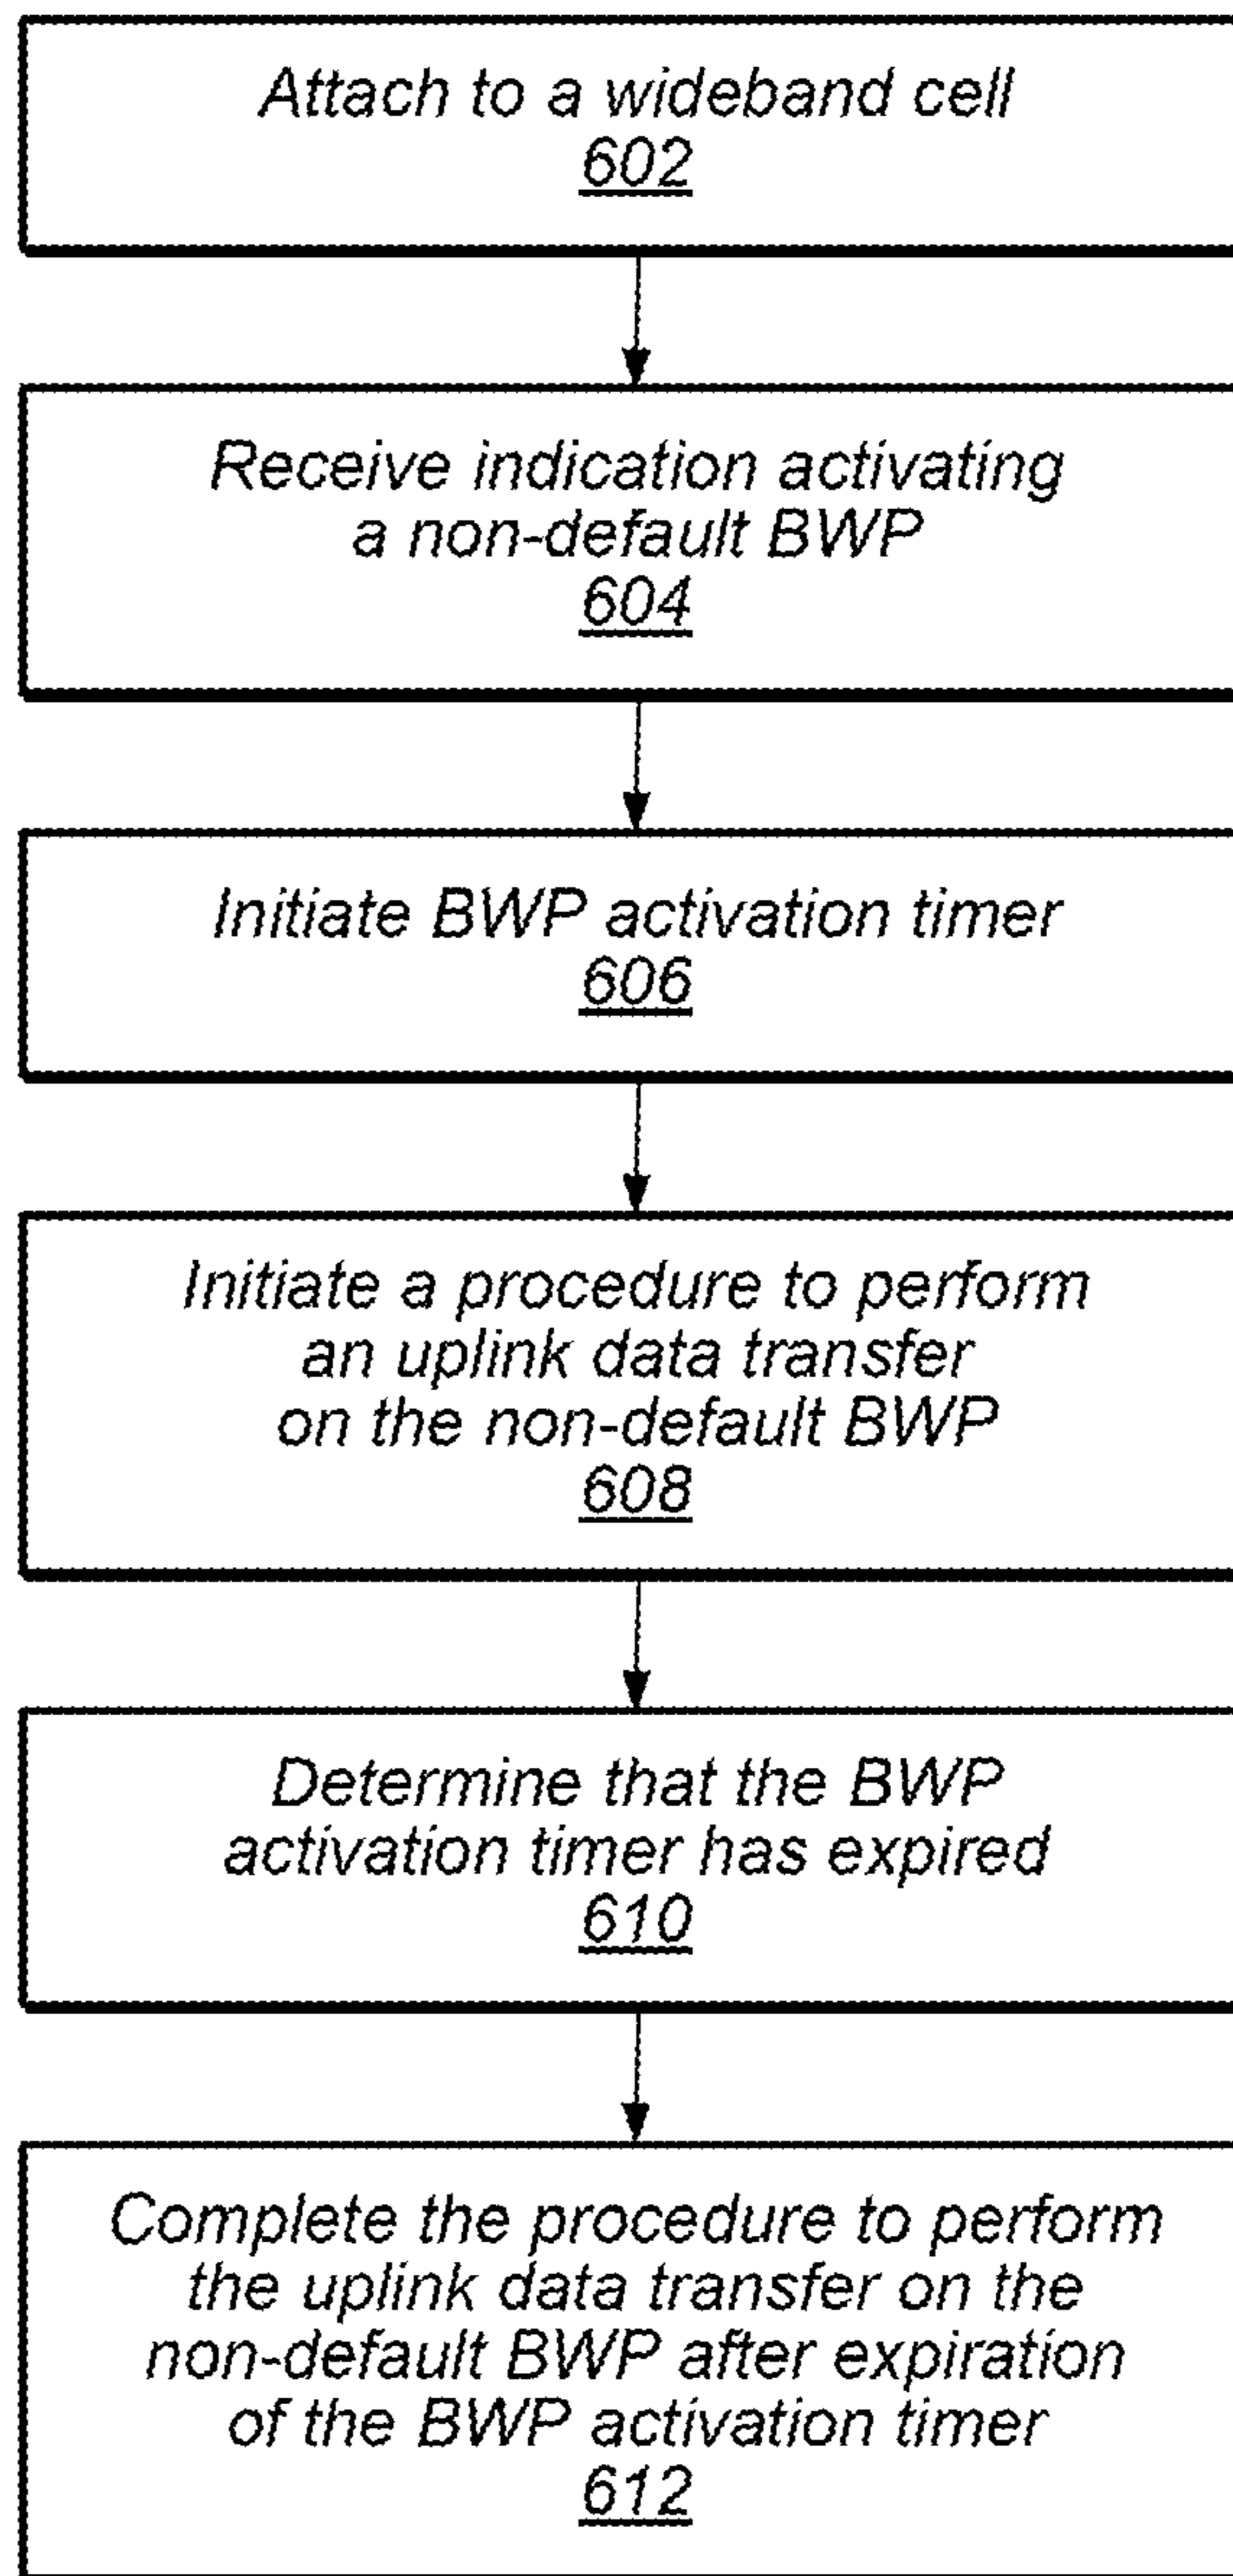 Attach to a wideband cell
602
Receive indication activating
a non-default BWP
604
Initiate BWP activation timer
606
Initiate a procedure to perform
an uplink data transfer
on the non-default BWP
608
Determine that the BWP
activation timer has expired
610
Complete the procedure to perform
the uplink data transfer on the
non-default BWP after expiration
of the BWP activation timer
612